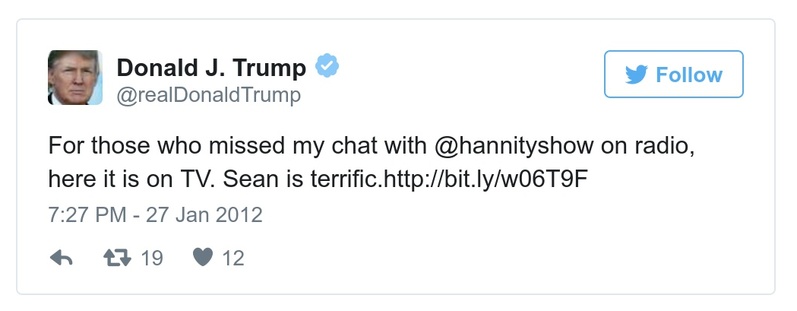 Donald J. Trump
@realDonaldTrump
Follow
For those who missed my chat with @hannityshow on radio,
here it is on TV. Sean is terrific.http://bit.ly/w06T9F
7:27 PM - 27 Jan 2012
19 12